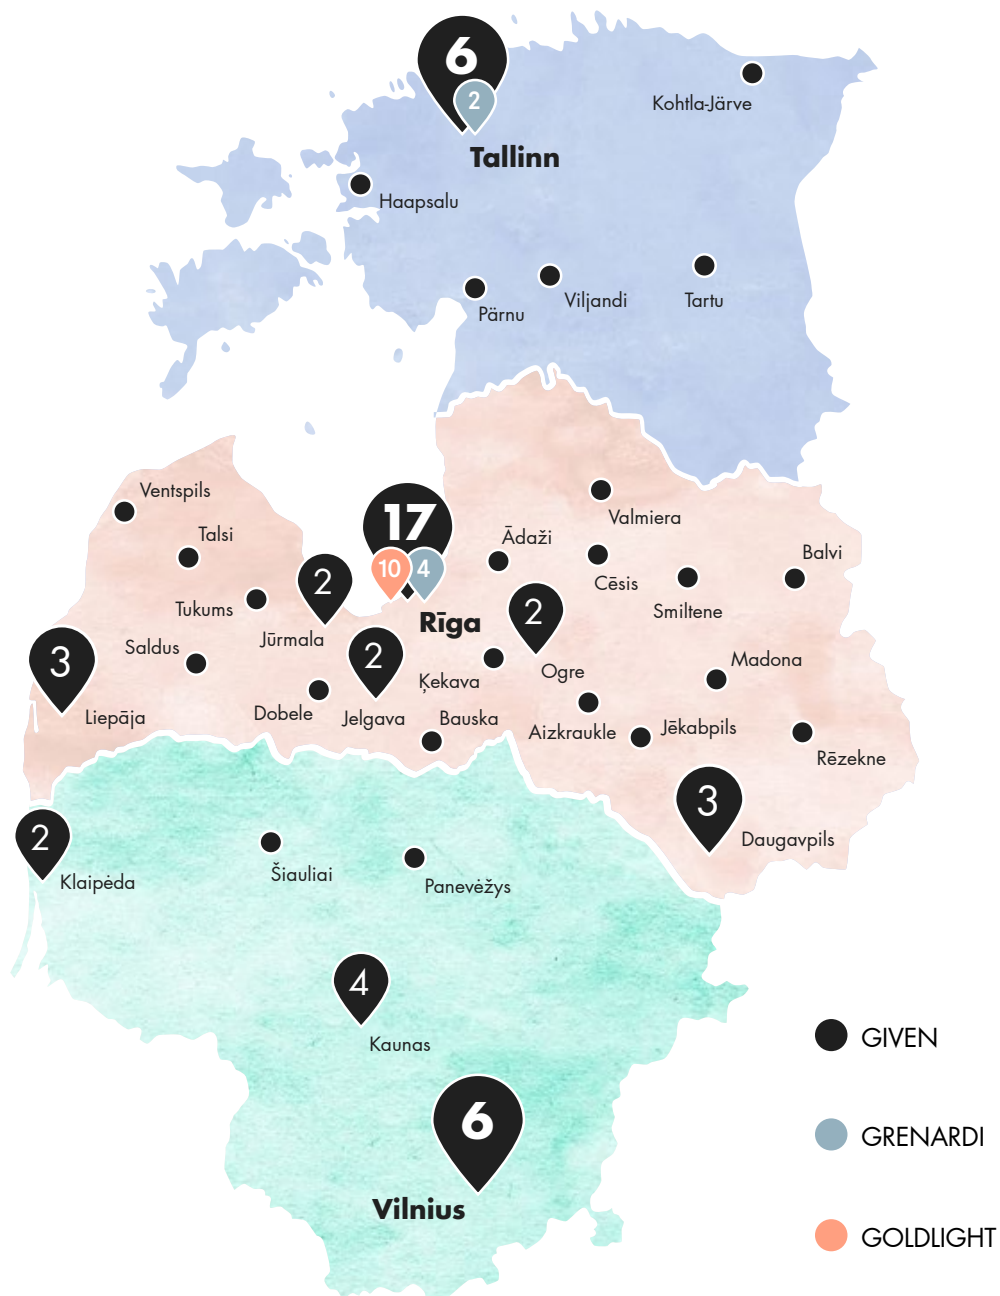 6
2
Tallinn
Kohtla-Järve
Haapsalu
Pärnu
Viljandi
Tartu
Ventspils
Talsi
Tukums
2
Jūrmala
17
10
4
Rīga
Ādaži
Valmiera
Cēsis
Smiltene
Balvi
3
Liepāja
Saldus
Dobele
2
Jelgava
Ķekava
Bauska
2
Ogre
Aizkraukle
Jēkabpils
Madona
Rēzekne
3
Daugavpils
2
Klaipėda
Šiauliai
Panevėžys
4
Kaunas
6
Vilnius
GIVEN
GRENARDI
GOLDLIGHT